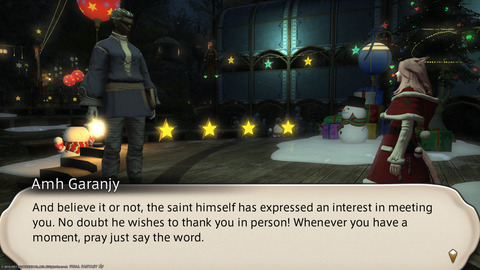 Amh Garanjy
And believe it or not, the saint himself has expressed an interest in meeting
you. No doubt he wishes to thank you in person! Whenever you have a
moment, pray just say the word.